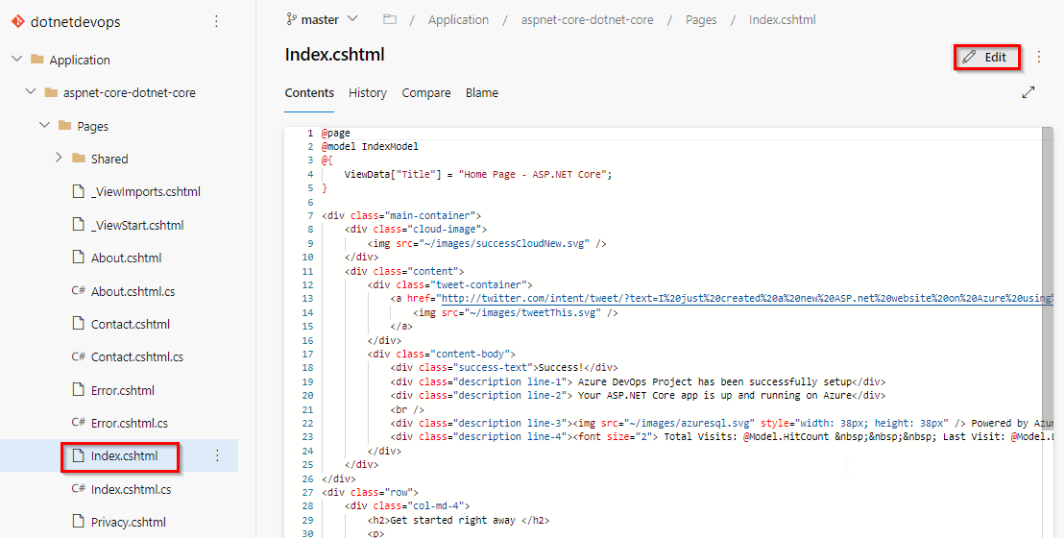 dotnetdevops
Application
aspnet-core-dotnet-core
Pages
Shared
_ViewImports.cshtml
_ViewStart.cshtml
About.cshtml
C# About.cshtml.cs
Contact.cshtml
C# Contact.cshtml.cs
Error.cshtml
C# Error.cshtml.cs
Index.cshtml
C# Index.cshtml.cs
Privacy.cshtml
master / Application / aspnet-core-dotnet-core / Pages / Index.cshtml
Index.cshtml
Edit
Contents History Compare Blame
1 @page
2 @model IndexModel
3 @{
4 ViewData["Title"] = "Home Page - ASP.NET Core";
5 }
6
7 <div class="main-container">
8 <div class="cloud-image">
9 <img src="~/images/successCloudNew.svg" />
10 </div>
11 <div class="content">
12 <div class="tweet-container">
13 <a href="http://twitter.com/intent/tweet/?text=I%20just%20created%20a%20new%20ASP.net%20website%20on%20Azure%20using%
14 <img src="~/images/tweetThis.svg" />
15 </a>
16 </div>
17 <div class="content-body">
18 <div class="success-text">Success!</div>
19 <div class="description line-1"> Azure DevOps Project has been successfully setup</div>
20 <div class="description line-2"> Your ASP.NET Core app is up and running on Azure</div>
21 <br />
22 <div class="description line-3"><img src="~/images/azuresql.svg" style="width: 38px; height: 38px" /> Powered by Azur
23 <div class="description line-4"><font size="2"> Total Visits: @Model.HitCount &nbsp;&nbsp;&nbsp; Last Visit: @Model.L
24 </div>
25 </div>
26 </div>
27 <div class="row">
28 <div class="col-md-4">
29 <h2>Get started right away </h2>
30 <p>